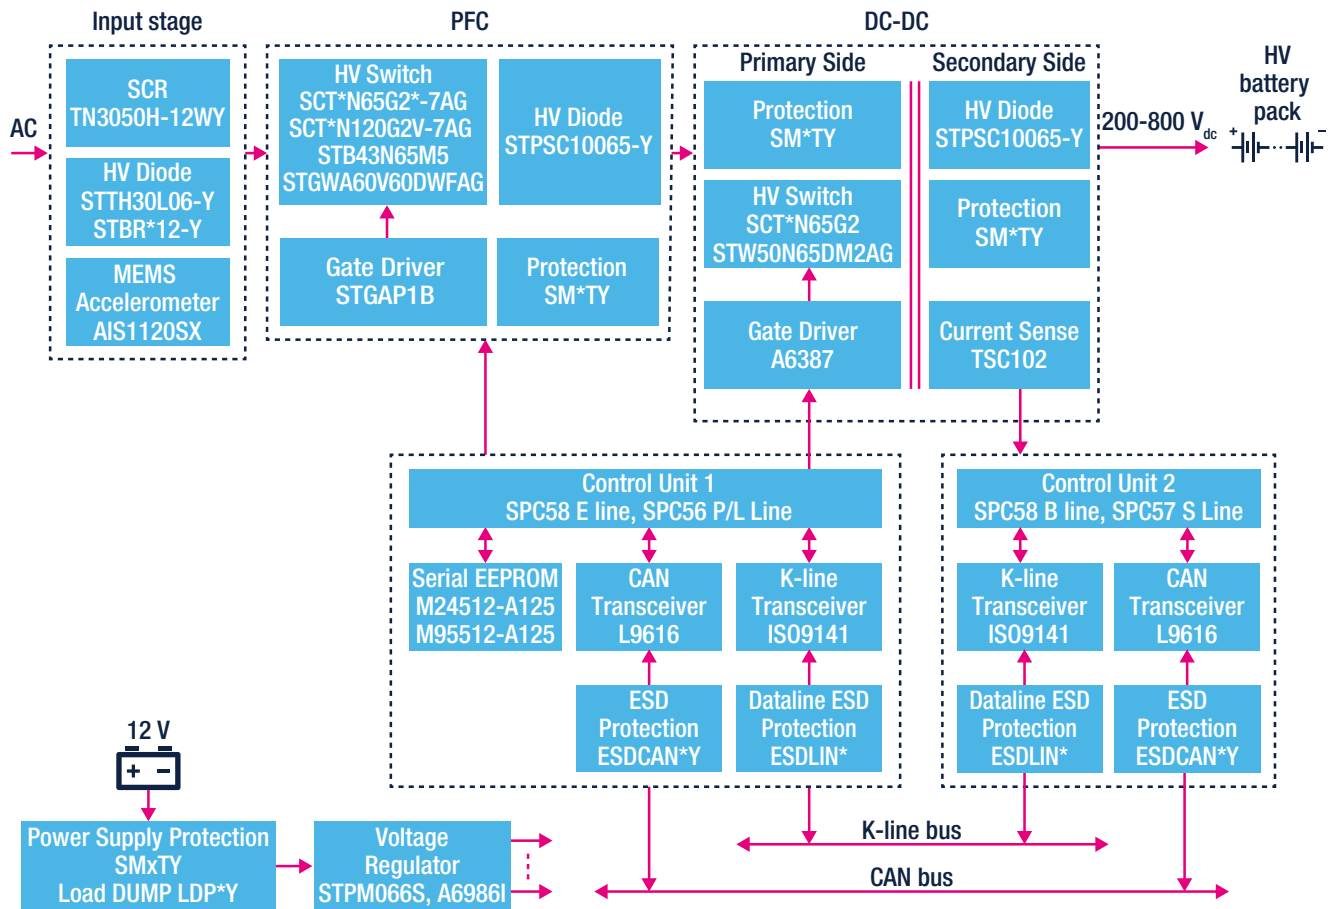 Input stage
PFC
DC-DC
AC
SCR
TN3050H-12WY
HV Diode
STTH30L06-Y
STBR*12-Y
MEMS
Accelerometer
AIS1120SX
HV Switch
SCT*N65G2*-7AG
SCT*N120G2V-7AG
STB43N65M5
STGWA60V60DWFAG
HV Diode
STPSC10065-Y
Gate Driver
STGAP1B
Protection
SM*TY
Primary Side
Secondary Side
Protection
SM*TY
HV Switch
SCT*N65G2
STW50N65DM2AG
Gate Driver
A6387
HV Diode
STPSC10065-Y
Protection
SM*TY
Current Sense
TSC102
200-800 Vdc
HV
battery
pack
+ −
Control Unit 1
SPC58 E line, SPC56 P/L Line
Serial EEPROM
M24512-A125
M95512-A125
CAN
Transceiver
L9616
K-line
Transceiver
ISO9141
ESD
Protection
ESDCAN*Y
Dataline ESD
Protection
ESDLIN*
Control Unit 2
SPC58 B line, SPC57 S Line
K-line
Transceiver
ISO9141
CAN
Transceiver
L9616
Dataline ESD
Protection
ESDLIN*
ESD
Protection
ESDCAN*Y
12 V
+ −
Power Supply Protection
SMxTY
Load DUMP LDP*Y
Voltage
Regulator
STPM066S, A6986I
K-line bus
CAN bus